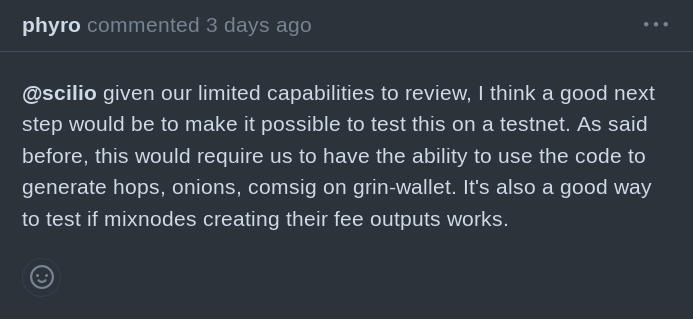 phyro commented 3 days ago
@scilio given our limited capabilities to review, I think a good next
step would be to make it possible to test this on a testnet. As said
before, this would require us to have the ability to use the code to
generate hops, onions, comsig on grin-wallet. It's also a good way
to test if mixnodes creating their fee outputs works.